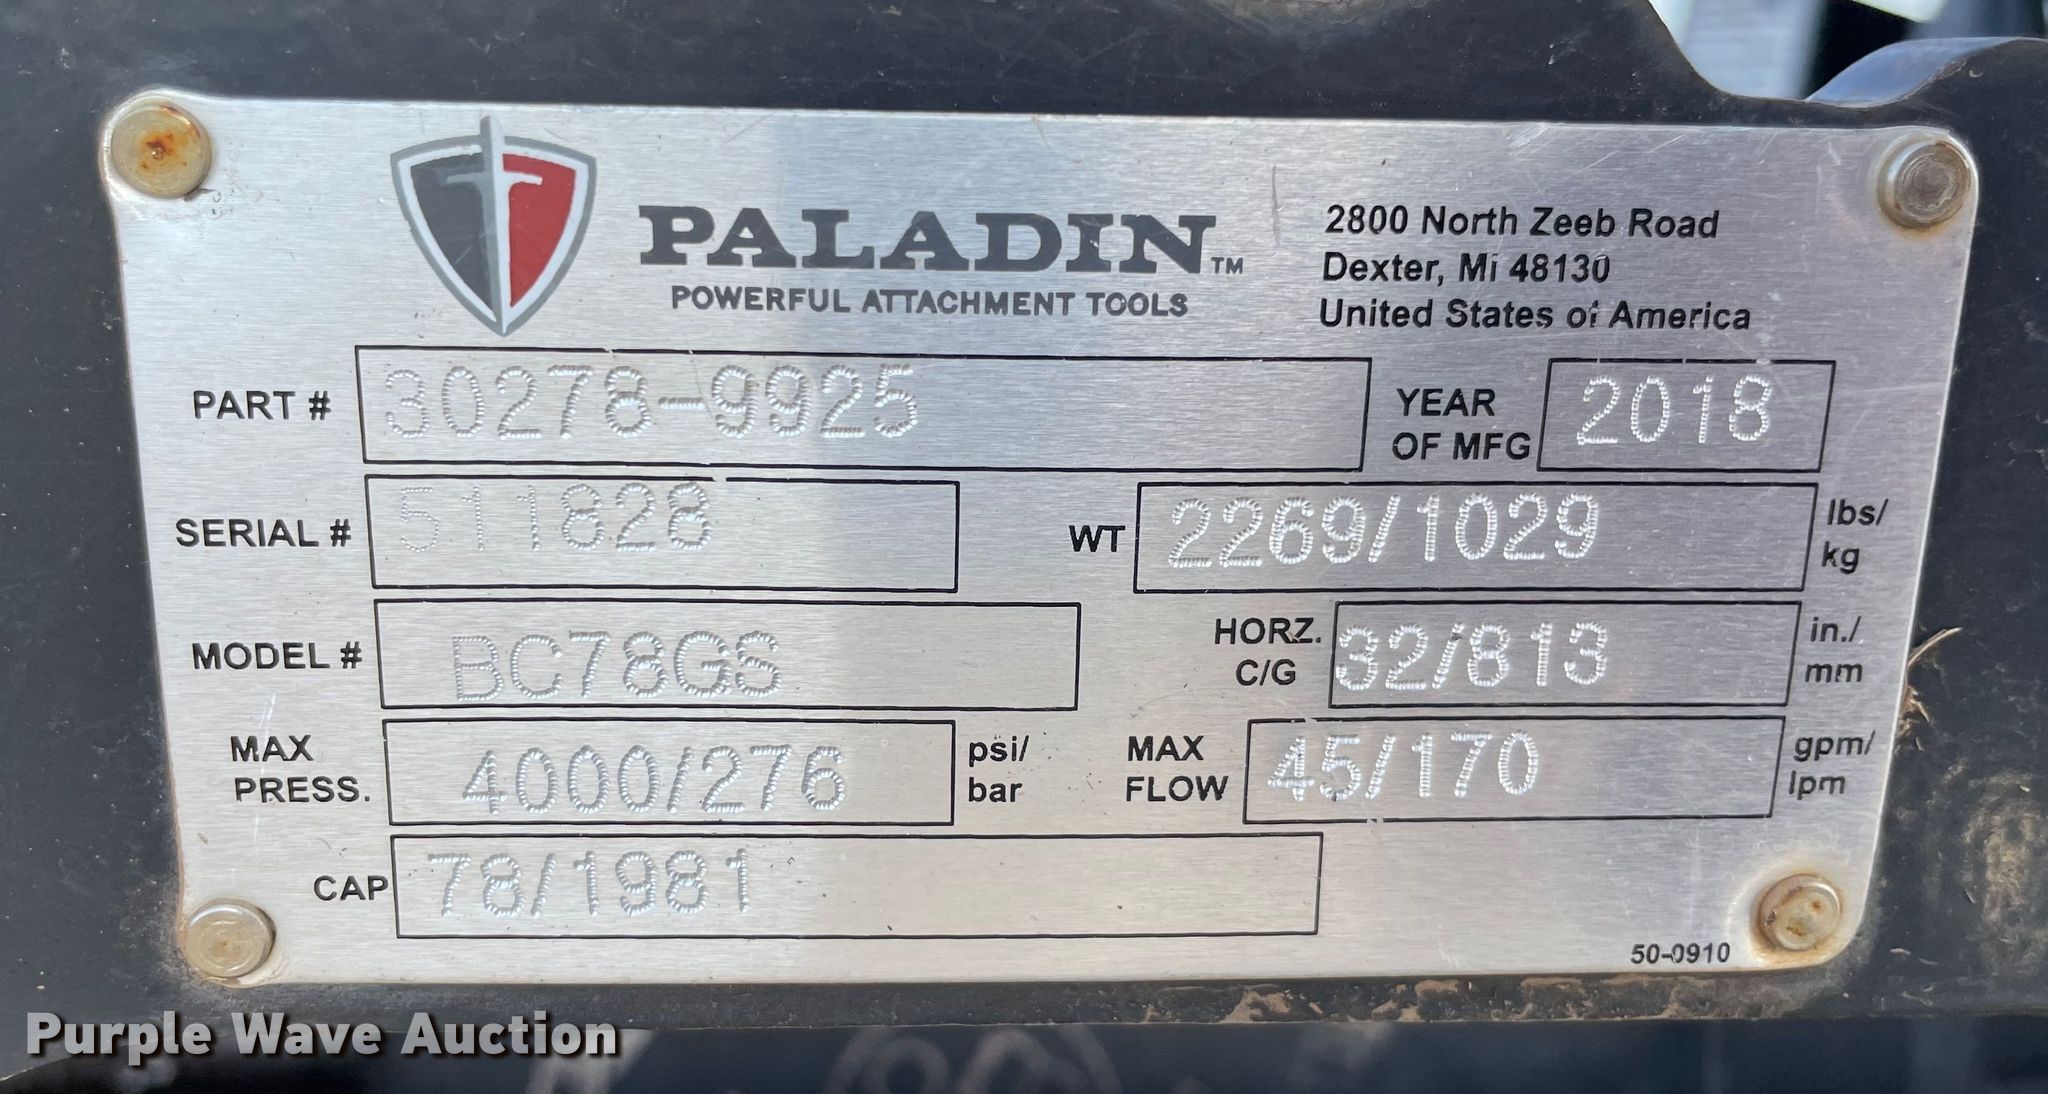 PALADIN™
POWERFUL ATTACHMENT TOOLS
2800 North Zeeb Road
Dexter, Mi 48130
United States of America
PART # 30278-9925
YEAR OF MFG 2018
SERIAL # 511828
WT 2269/1029 lbs/ kg
MODEL # BC78GS
HORZ. C/G 32/813 in./ mm
MAX PRESS. 4000/276 psi/ bar
MAX FLOW 45/170 gpm/ lpm
CAP 78/1981
50-0910
Purple Wave Auction